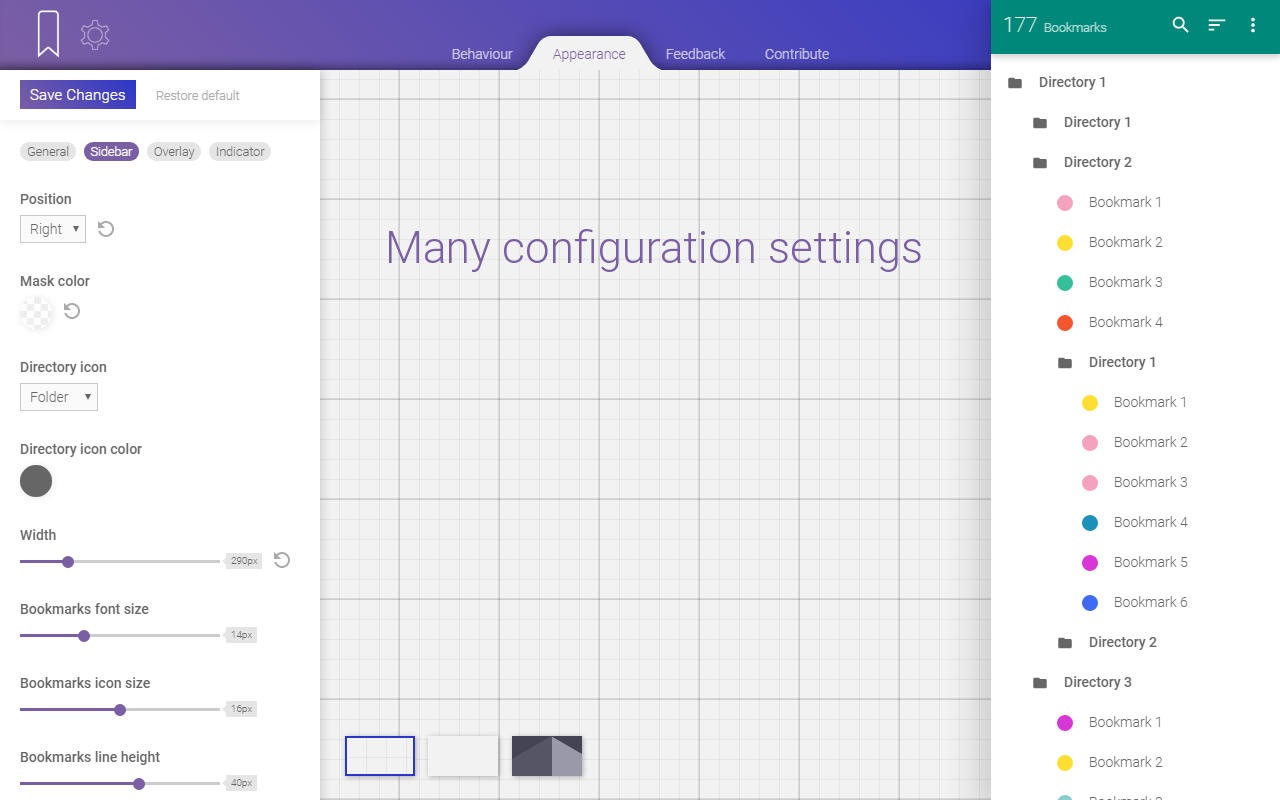 Behaviour
Appearance
Feedback
Contribute
177 Bookmarks
Save Changes
Restore default
General
Sidebar
Overlay
Indicator
Position
Right
Mask color
Directory icon
Folder
Directory icon color
Width
290px
Bookmarks font size
14px
Bookmarks icon size
16px
Bookmarks line height
40px
Many configuration settings
Directory 1
Directory 1
Directory 2
Bookmark 1
Bookmark 2
Bookmark 3
Bookmark 4
Directory 1
Bookmark 1
Bookmark 2
Bookmark 3
Bookmark 4
Bookmark 5
Bookmark 6
Directory 2
Directory 3
Bookmark 1
Bookmark 2